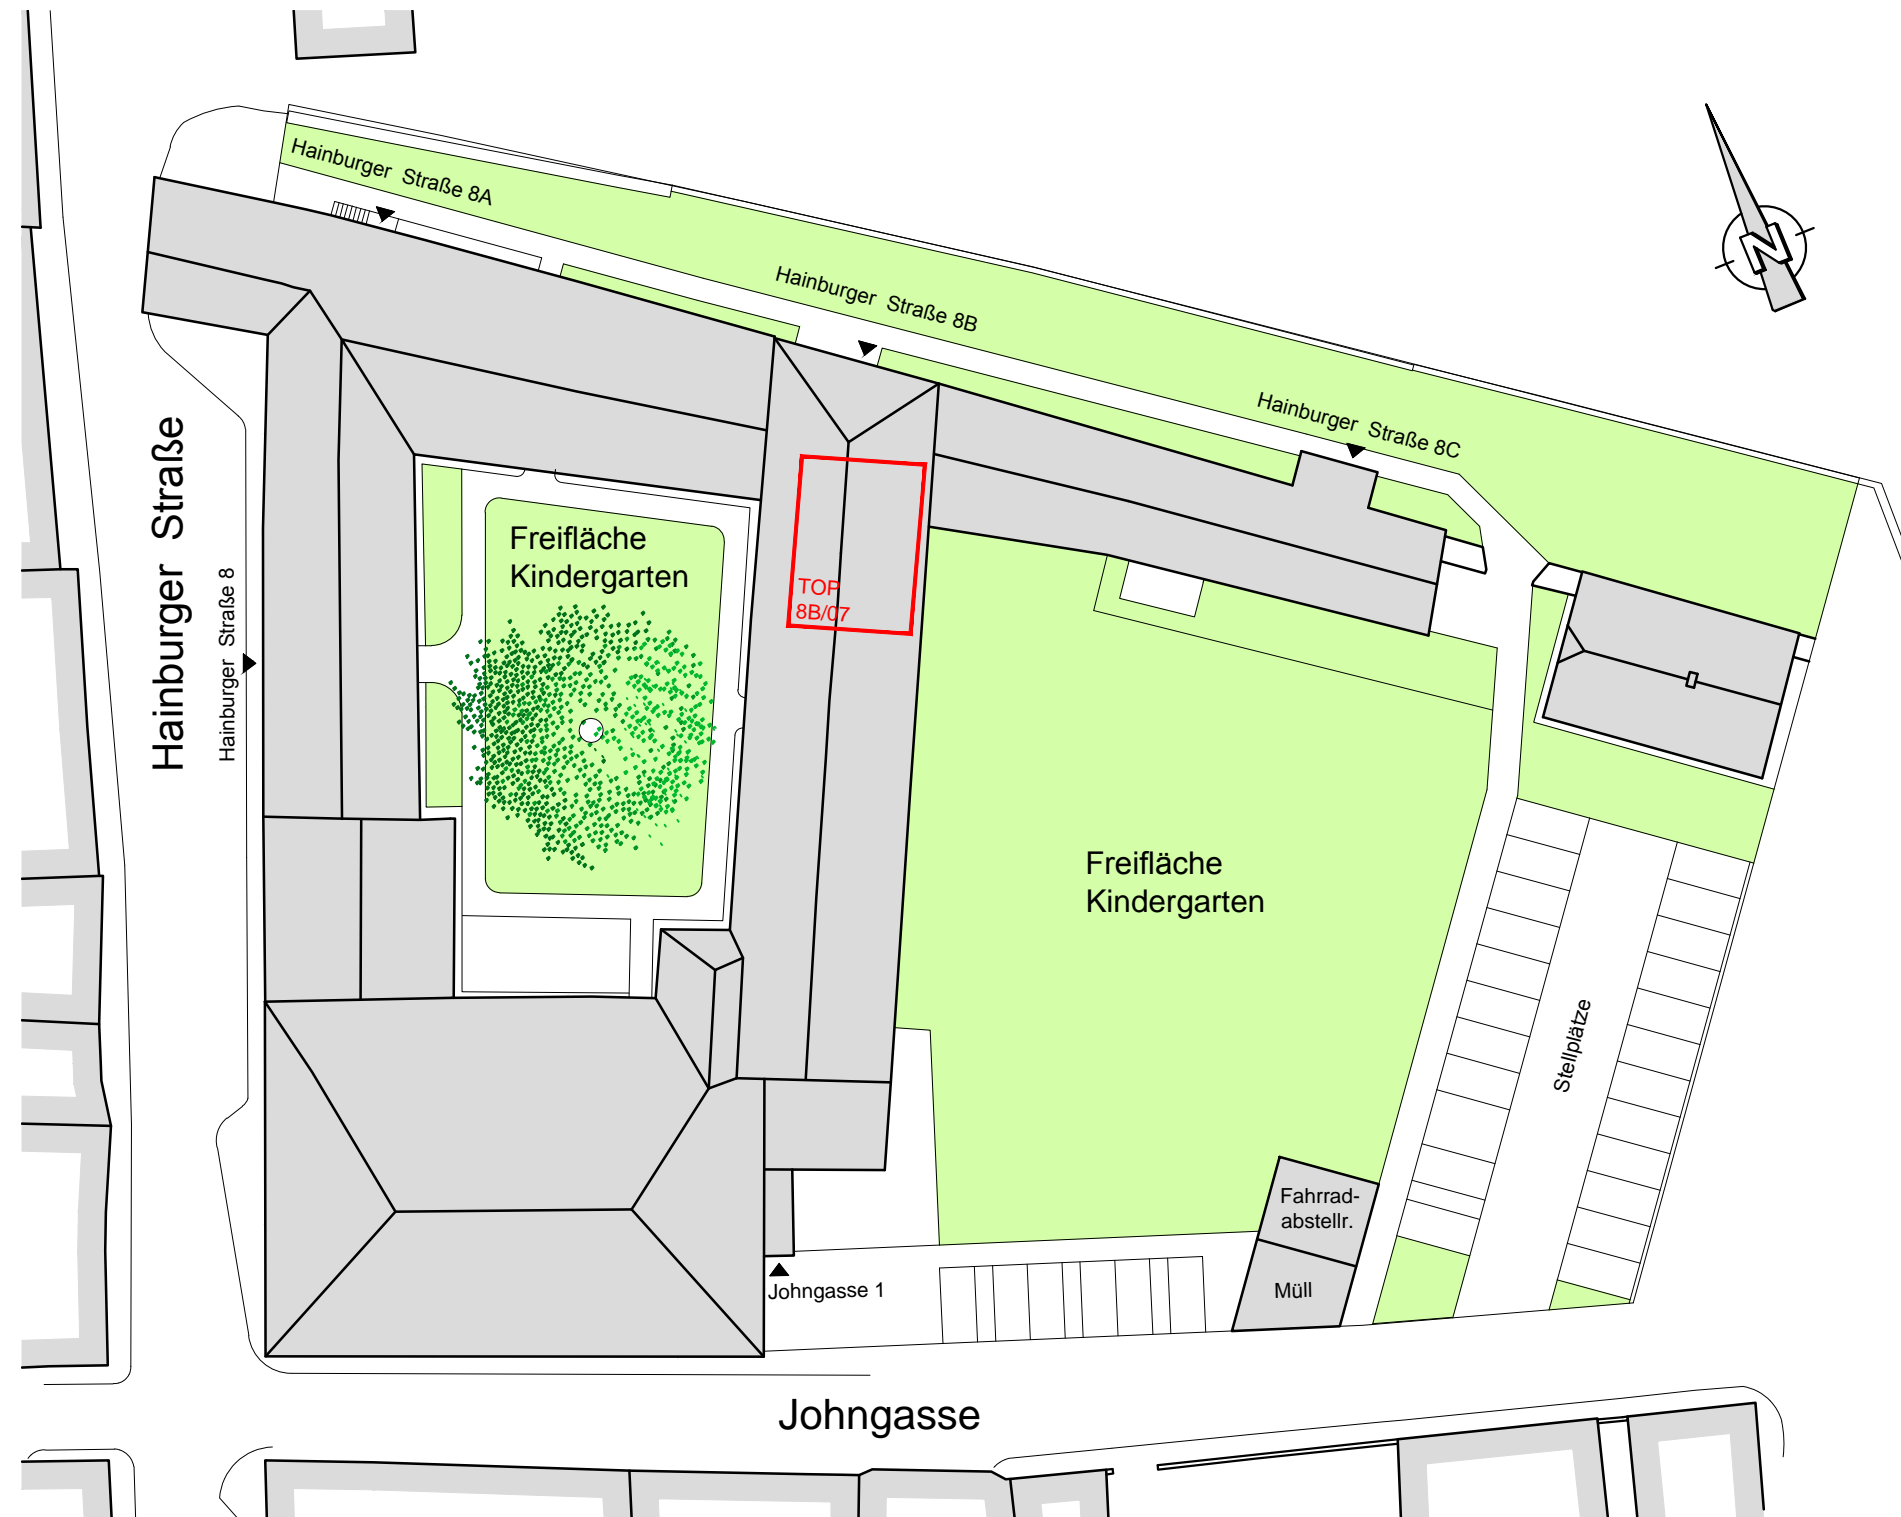 Hainburger Straße 8A
Hainburger Straße 8B
N
Hainburger Straße 8C
Hainburger Straße
Hainburger Straße 8
Freifläche
Kindergarten
TOP
8B/07
Freifläche
Kindergarten
Stellplätze
Fahrrad-
abstellr.
Müll
Johngasse 1
Johngasse